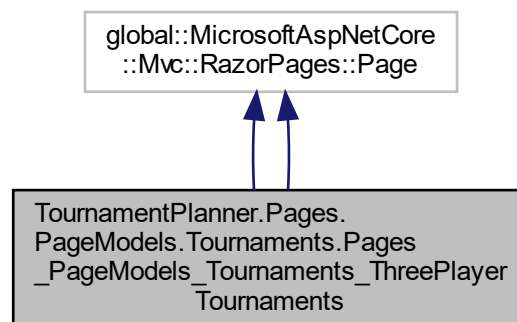 global::MicrosoftAspNetCore
::Mvc::RazorPages::Page
TournamentPlanner.Pages.
PageModels.Tournaments.Pages
_PageModels_Tournaments_ThreePlayer
Tournaments